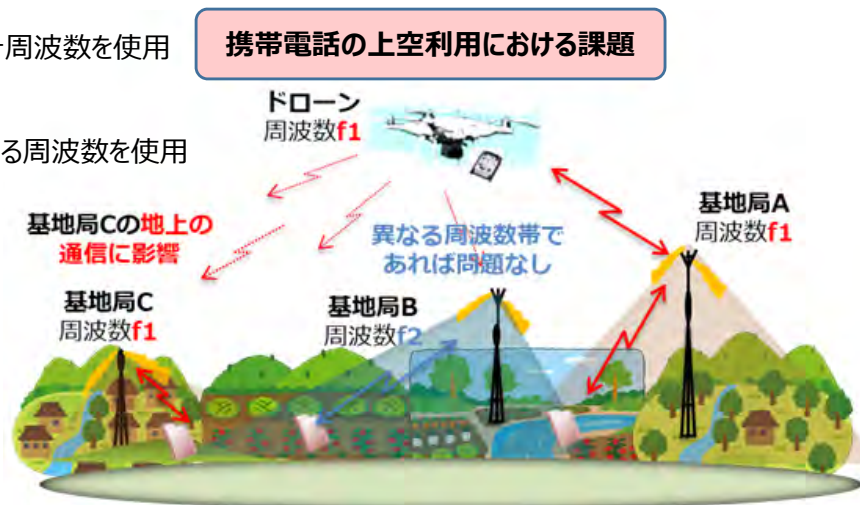 周波数を使用
携帯電話の上空利用における課題
ドローン
周波数f1
る周波数を使用
基地局A
周波数f1
基地局Cの地上の
通信に影響
異なる周波数帯で
あれば問題なし
基地局C
周波数f1
基地局B
周波数f2